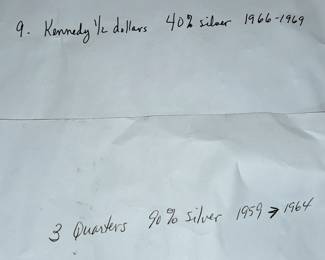 9. Kennedy ½ dollars 40% silver 1966-1969
3 Quarters 90% silver 1959 → 1964